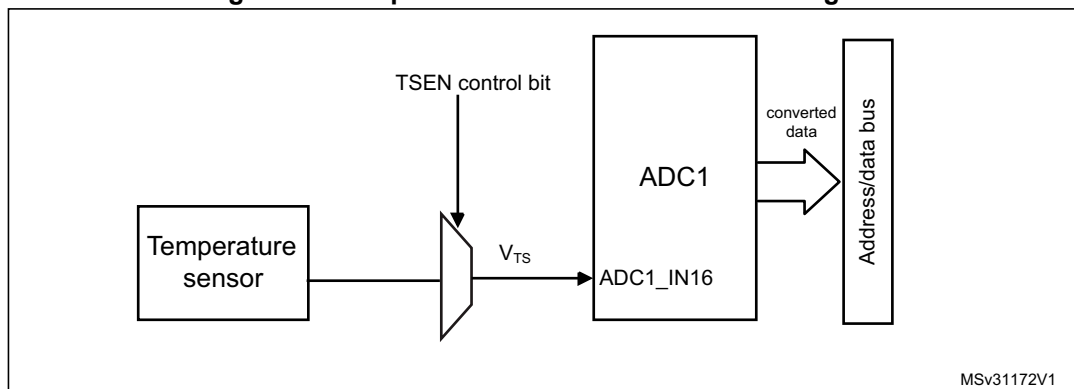 TSEN control bit
converted
data
Address/data bus
ADC1
Temperature
sensor
VTS
ADC1_IN16
MSv31172V1